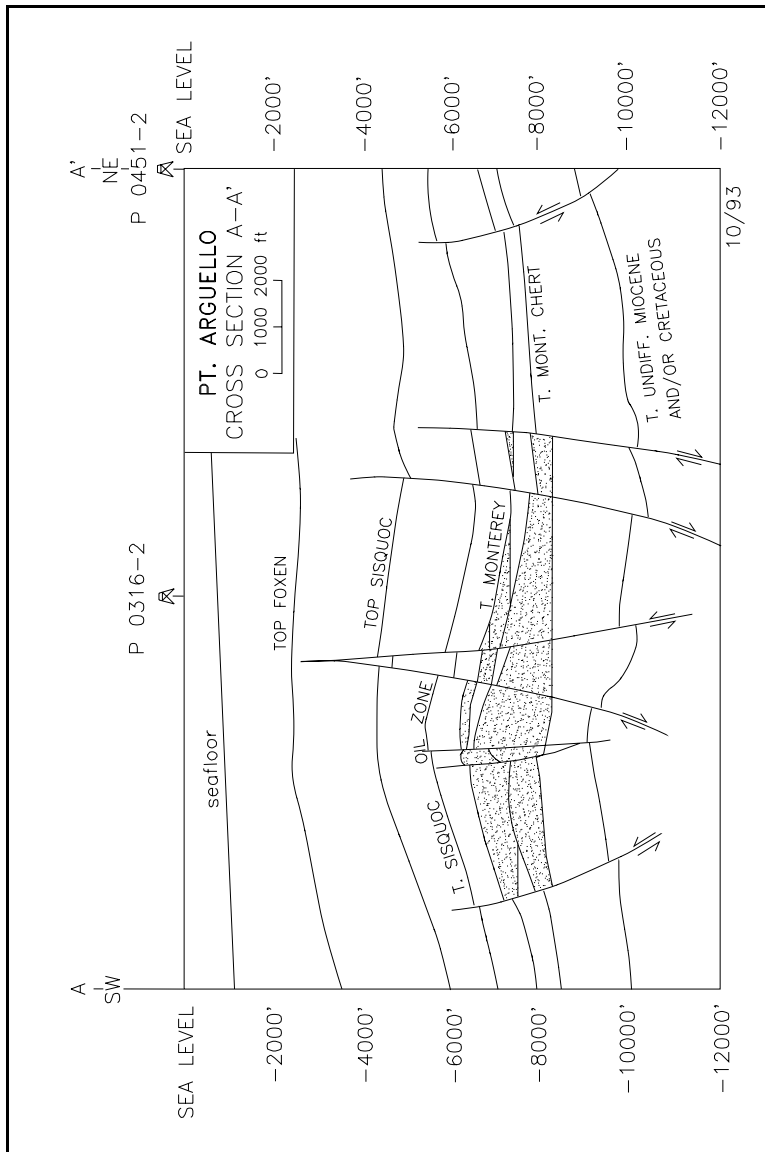 A
SW
A'
NE
P 0316-2
P 0451-2
PT. ARGUELLO
CROSS SECTION A-A'
0 1000 2000 ft
SEA LEVEL
-2000'
-4000'
-6000'
-8000'
-10000'
-12000'
SEA LEVEL
-2000'
-4000'
-6000'
-8000'
-10000'
-12000'
seafloor
TOP FOXEN
TOP SISQUOC
T. SISQUOC
OIL ZONE
T. MONTEREY
T. MONT. CHERT
T. UNDIFF. MIOCENE
AND/OR CRETACEOUS
10/93